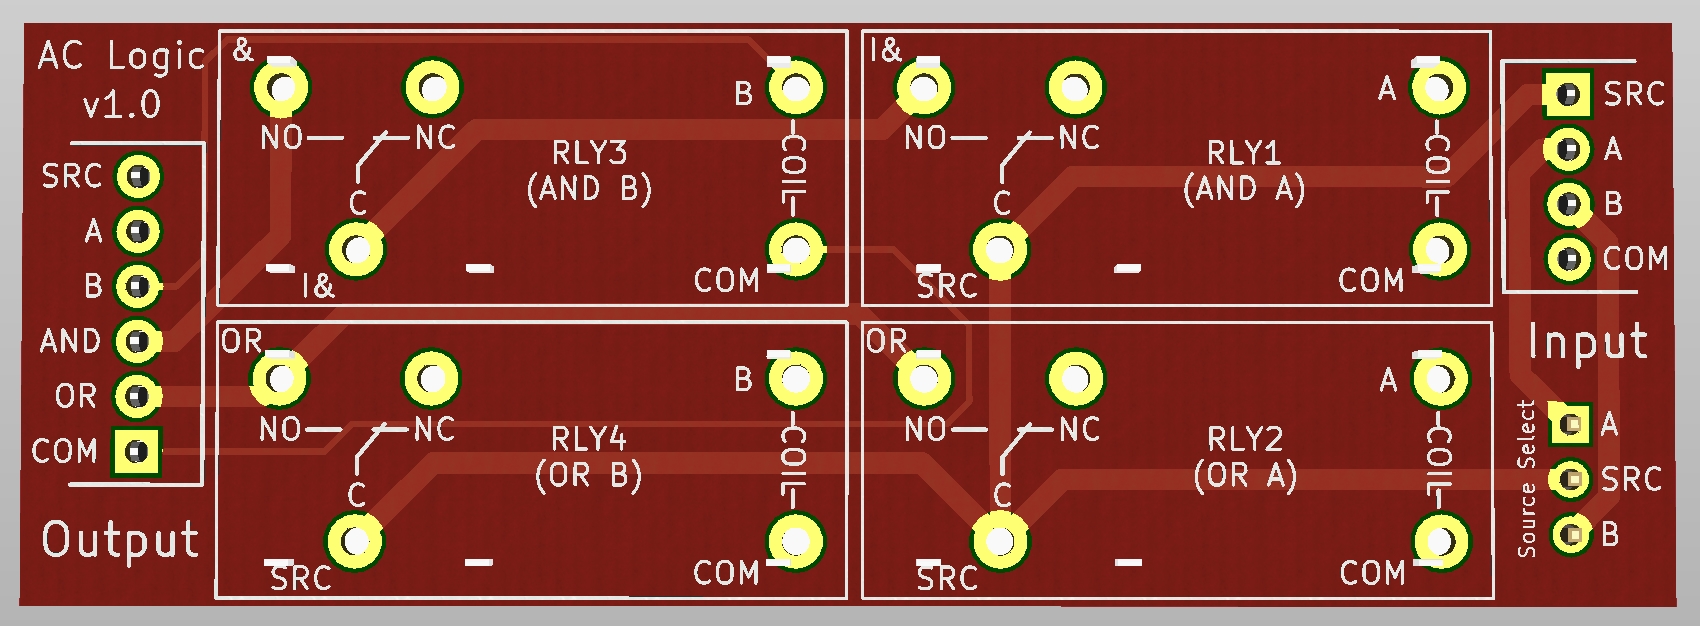 AC Logic
v1.0
SRC
A
B
AND
OR
COM
Output
&
NO
NC
C
I&
B
COIL
COM
RLY3
(AND B)
I&
NO
NC
C
SRC
A
COIL
COM
RLY1
(AND A)
OR
NO
NC
C
SRC
B
COIL
COM
RLY4
(OR B)
OR
NO
NC
C
SRC
A
COIL
COM
RLY2
(OR A)
SRC
A
B
COM
Input
Source Select
A
SRC
B